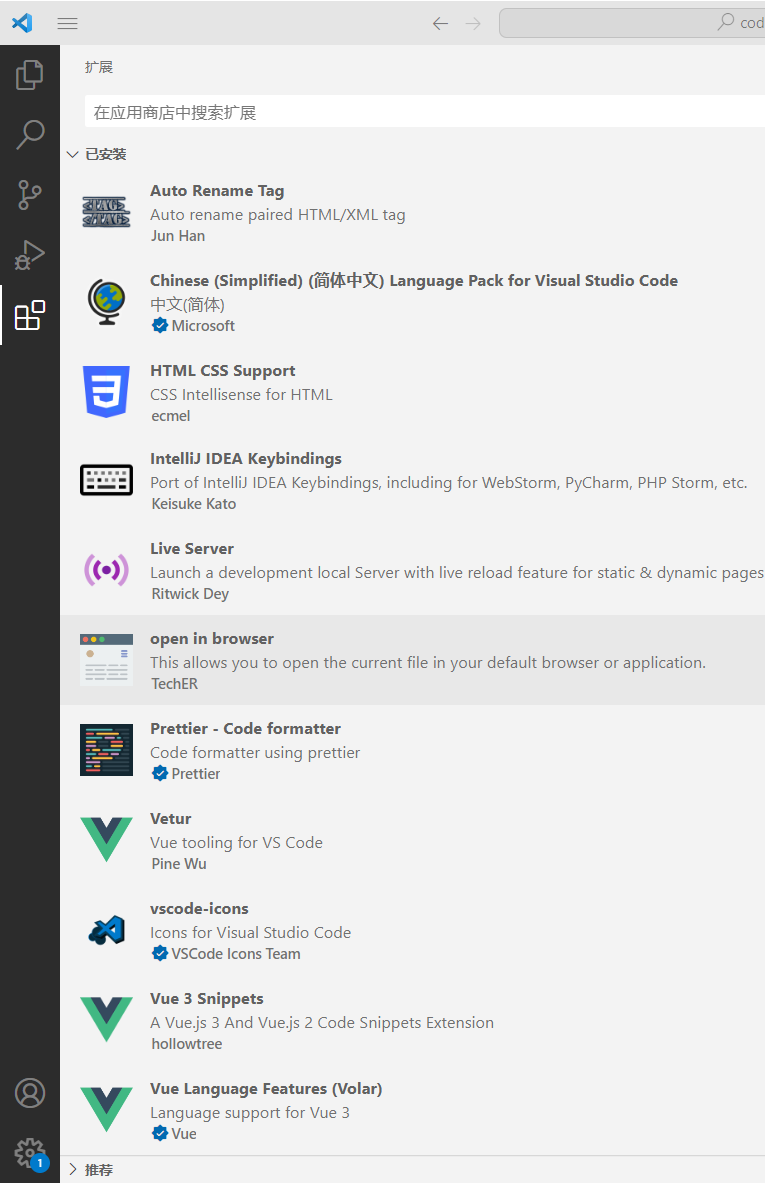 cod
扩展
在应用商店中搜索扩展
已安装
Auto Rename Tag
Auto rename paired HTML/XML tag
Jun Han
Chinese (Simplified) (简体中文) Language Pack for Visual Studio Code
中文(简体)
Microsoft
HTML CSS Support
CSS Intellisense for HTML
ecmel
IntelliJ IDEA Keybindings
Port of IntelliJ IDEA Keybindings, including for WebStorm, PyCharm, PHP Storm, etc.
Keisuke Kato
Live Server
Launch a development local Server with live reload feature for static & dynamic pages
Ritwick Dey
open in browser
This allows you to open the current file in your default browser or application.
TechER
Prettier - Code formatter
Code formatter using prettier
Prettier
Vetur
Vue tooling for VS Code
Pine Wu
vscode-icons
Icons for Visual Studio Code
VSCode Icons Team
Vue 3 Snippets
A Vue.js 3 And Vue.js 2 Code Snippets Extension
hollowtree
Vue Language Features (Volar)
Language support for Vue 3
Vue
1
推荐